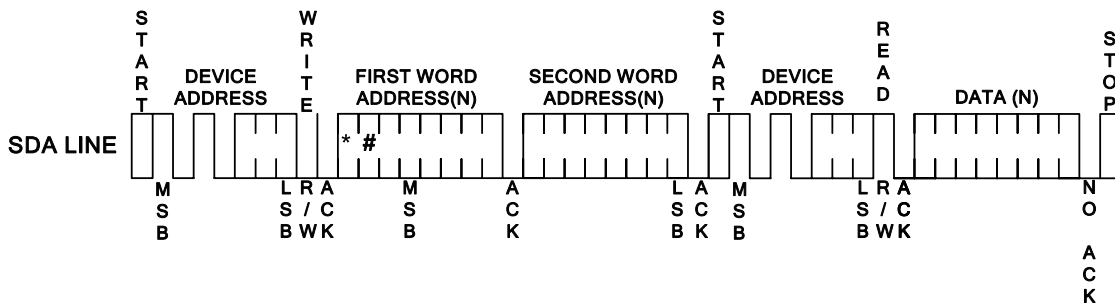 START
WRITE
START
READ
STOP
DEVICE
ADDRESS
FIRST WORD
ADDRESS(N)
SECOND WORD
ADDRESS(N)
DEVICE
ADDRESS
DATA (N)
SDA LINE
* #
MSB
LSB
R/W
ACK
MSB
ACK
LSB
ACK
MSB
LSB
R/W
ACK
NO ACK